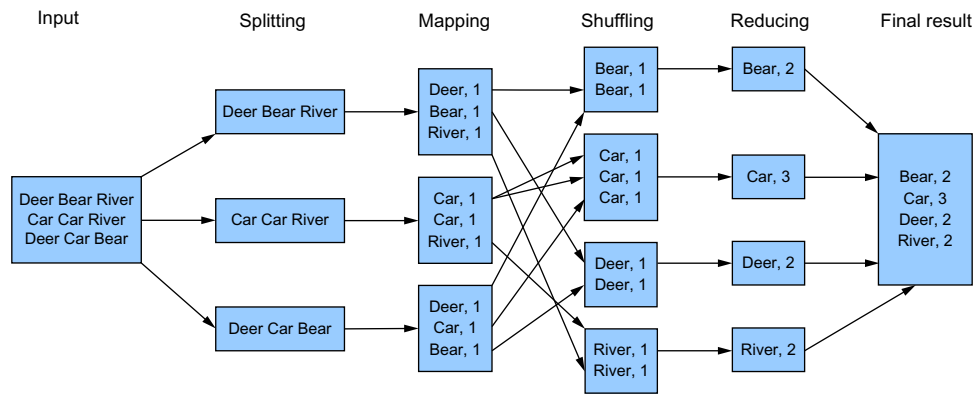 Input
Splitting
Mapping
Shuffling
Reducing
Final result
Deer Bear River
Car Car River
Deer Car Bear
Deer Bear River
Car Car River
Deer Car Bear
Deer, 1
Bear, 1
River, 1
Car, 1
Car, 1
River, 1
Deer, 1
Car, 1
Bear, 1
Bear, 1
Bear, 1
Car, 1
Car, 1
Car, 1
Deer, 1
Deer, 1
River, 1
River, 1
Bear, 2
Car, 3
Deer, 2
River, 2
Bear, 2
Car, 3
Deer, 2
River, 2